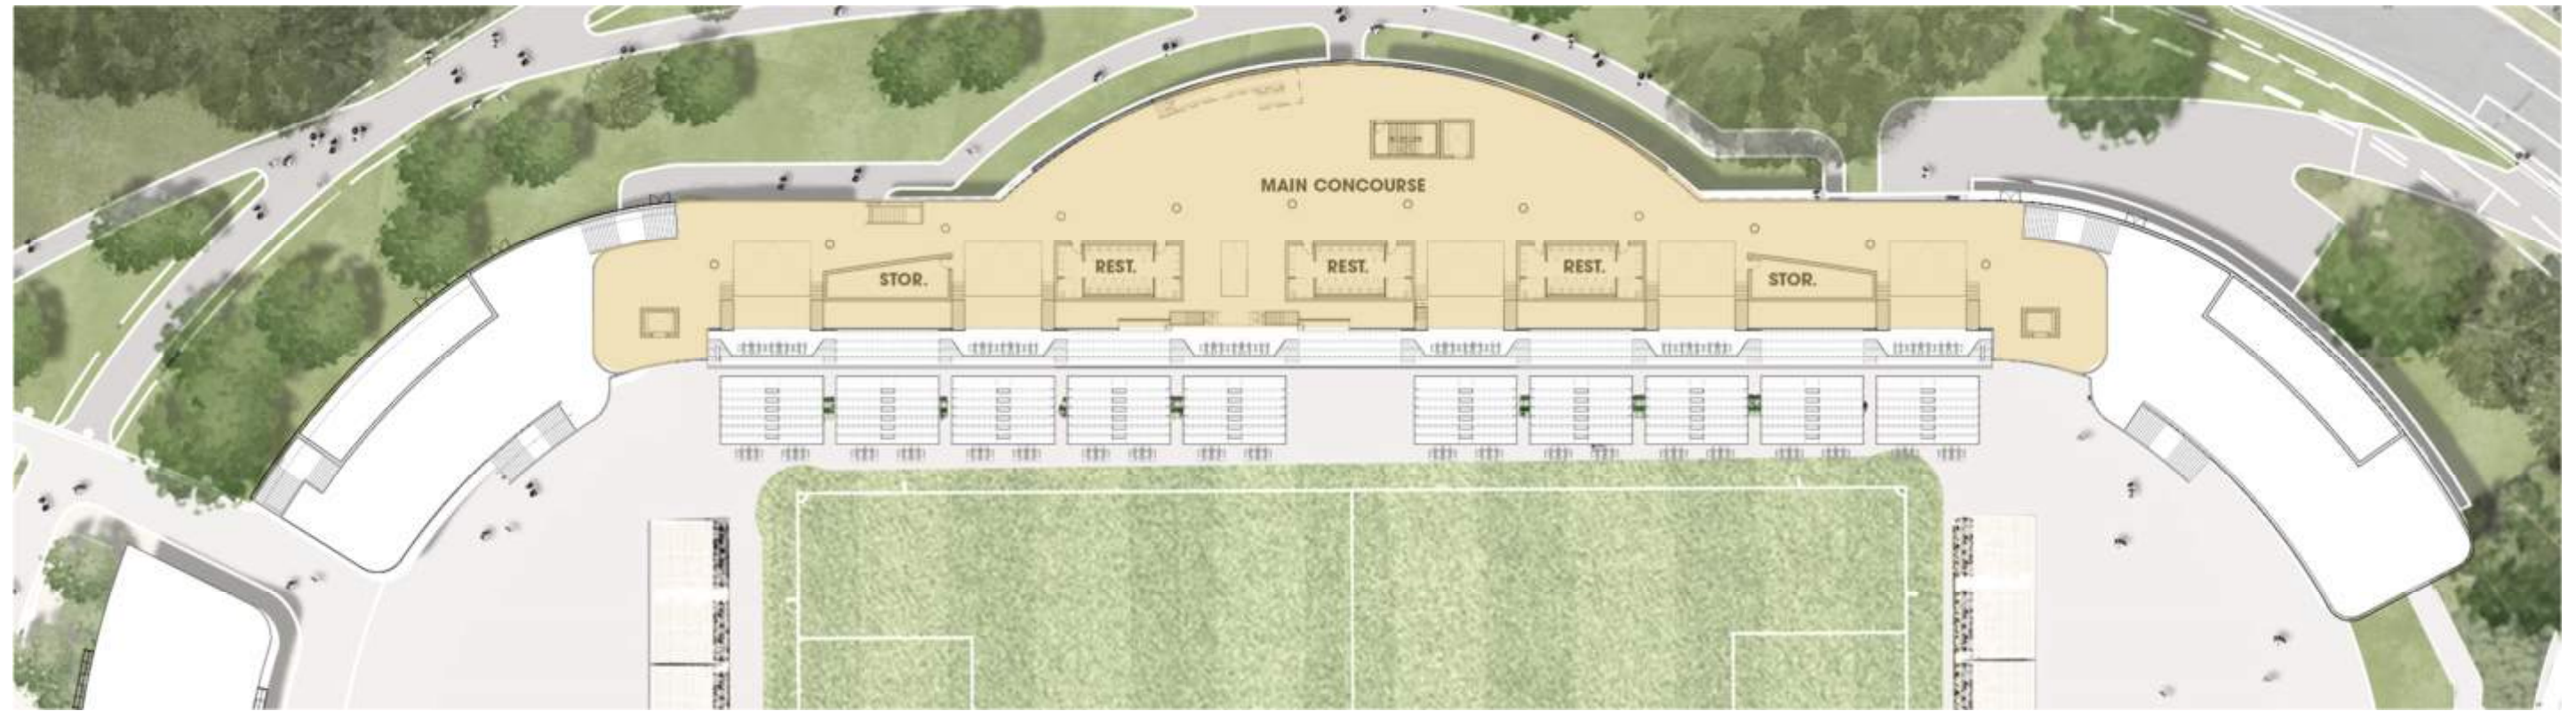 MAIN CONCOURSE
REST.
REST.
REST.
STOR.
STOR.